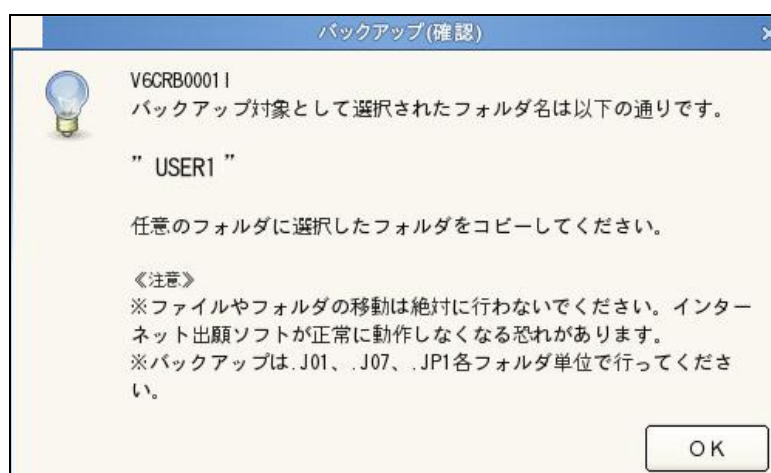 バックアップ(確認)
V6CRB0001I
バックアップ対象として選択されたフォルダ名は以下の通りです。
” USER1 ”
任意のフォルダに選択したフォルダをコピーしてください。
《注意》
※ファイルやフォルダの移動は絶対に行わないでください。インター
ネット出願ソフトが正常に動作しなくなる恐れがあります。
※バックアップは.J01、.J07、.JP1各フォルダ単位で行ってくださ
い。
OK